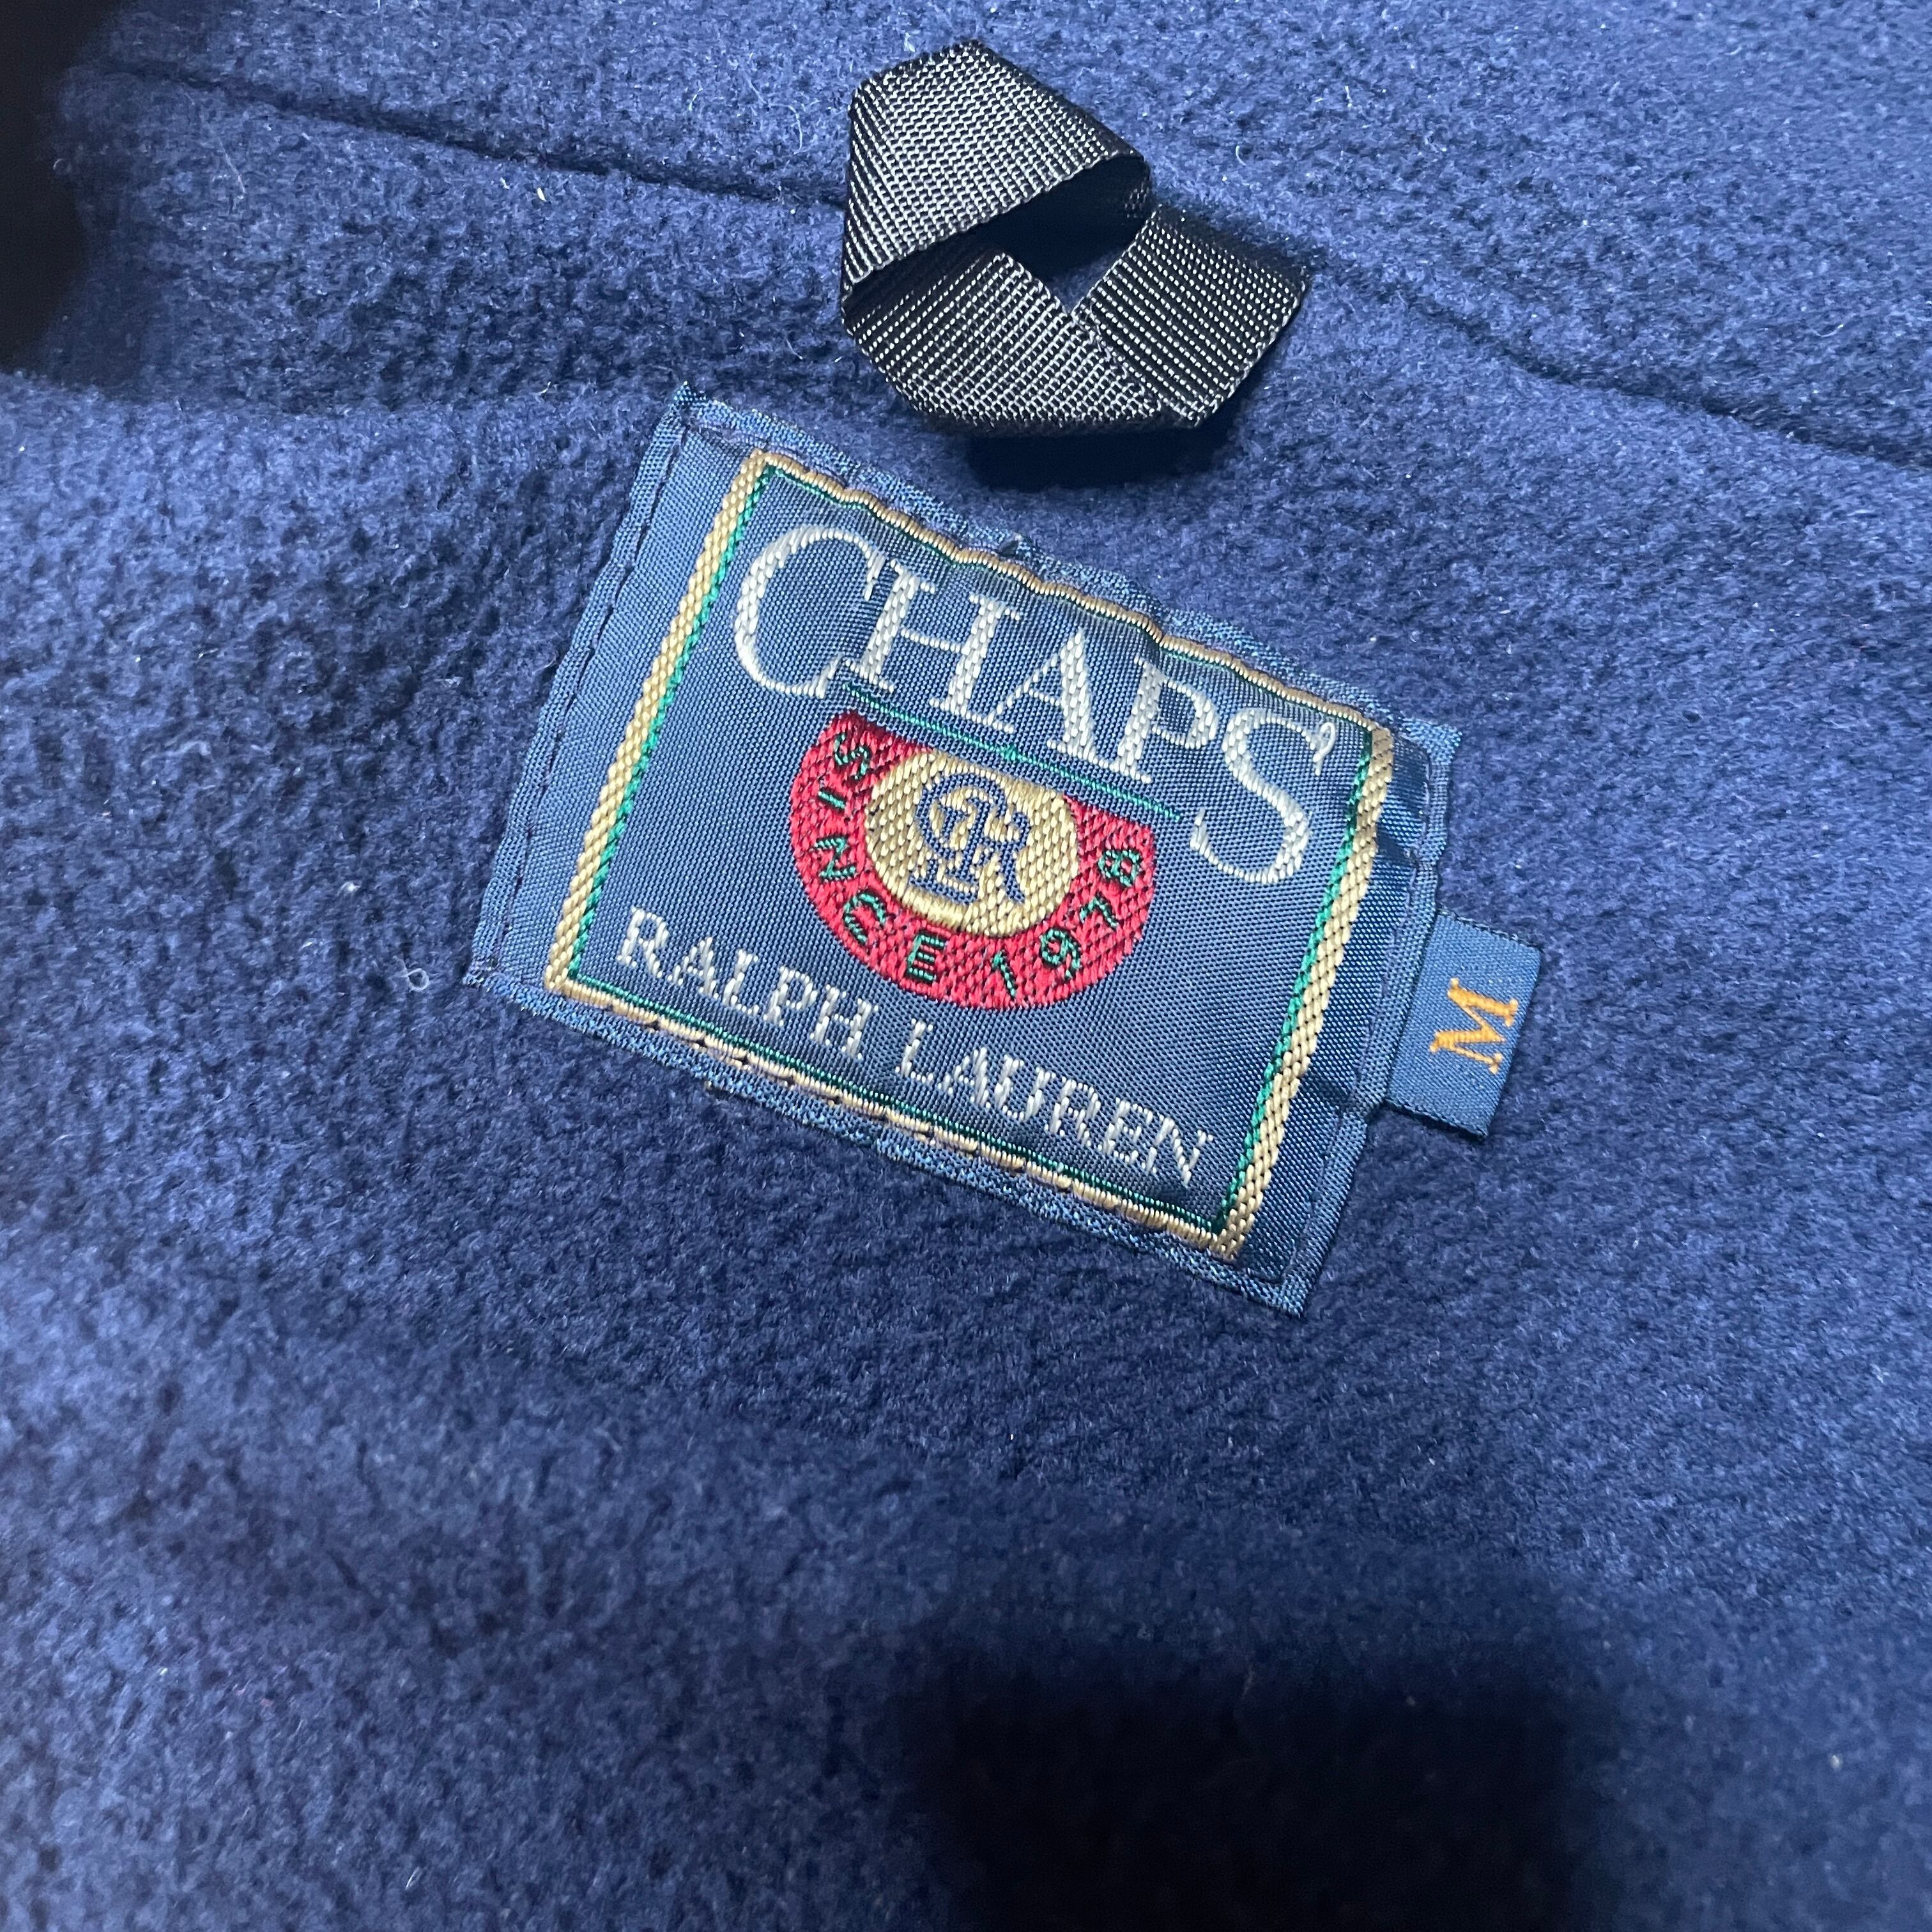 CHAPS
SINCE 1978
RALPH LAUREN
M